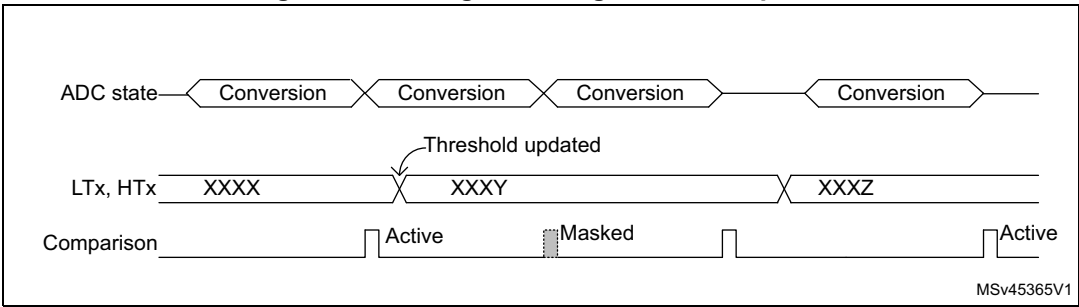 ADC state Conversion Conversion Conversion Conversion
Threshold updated
LTx, HTx XXXX XXXY XXXZ
Comparison Active Masked Active
MSv45365V1